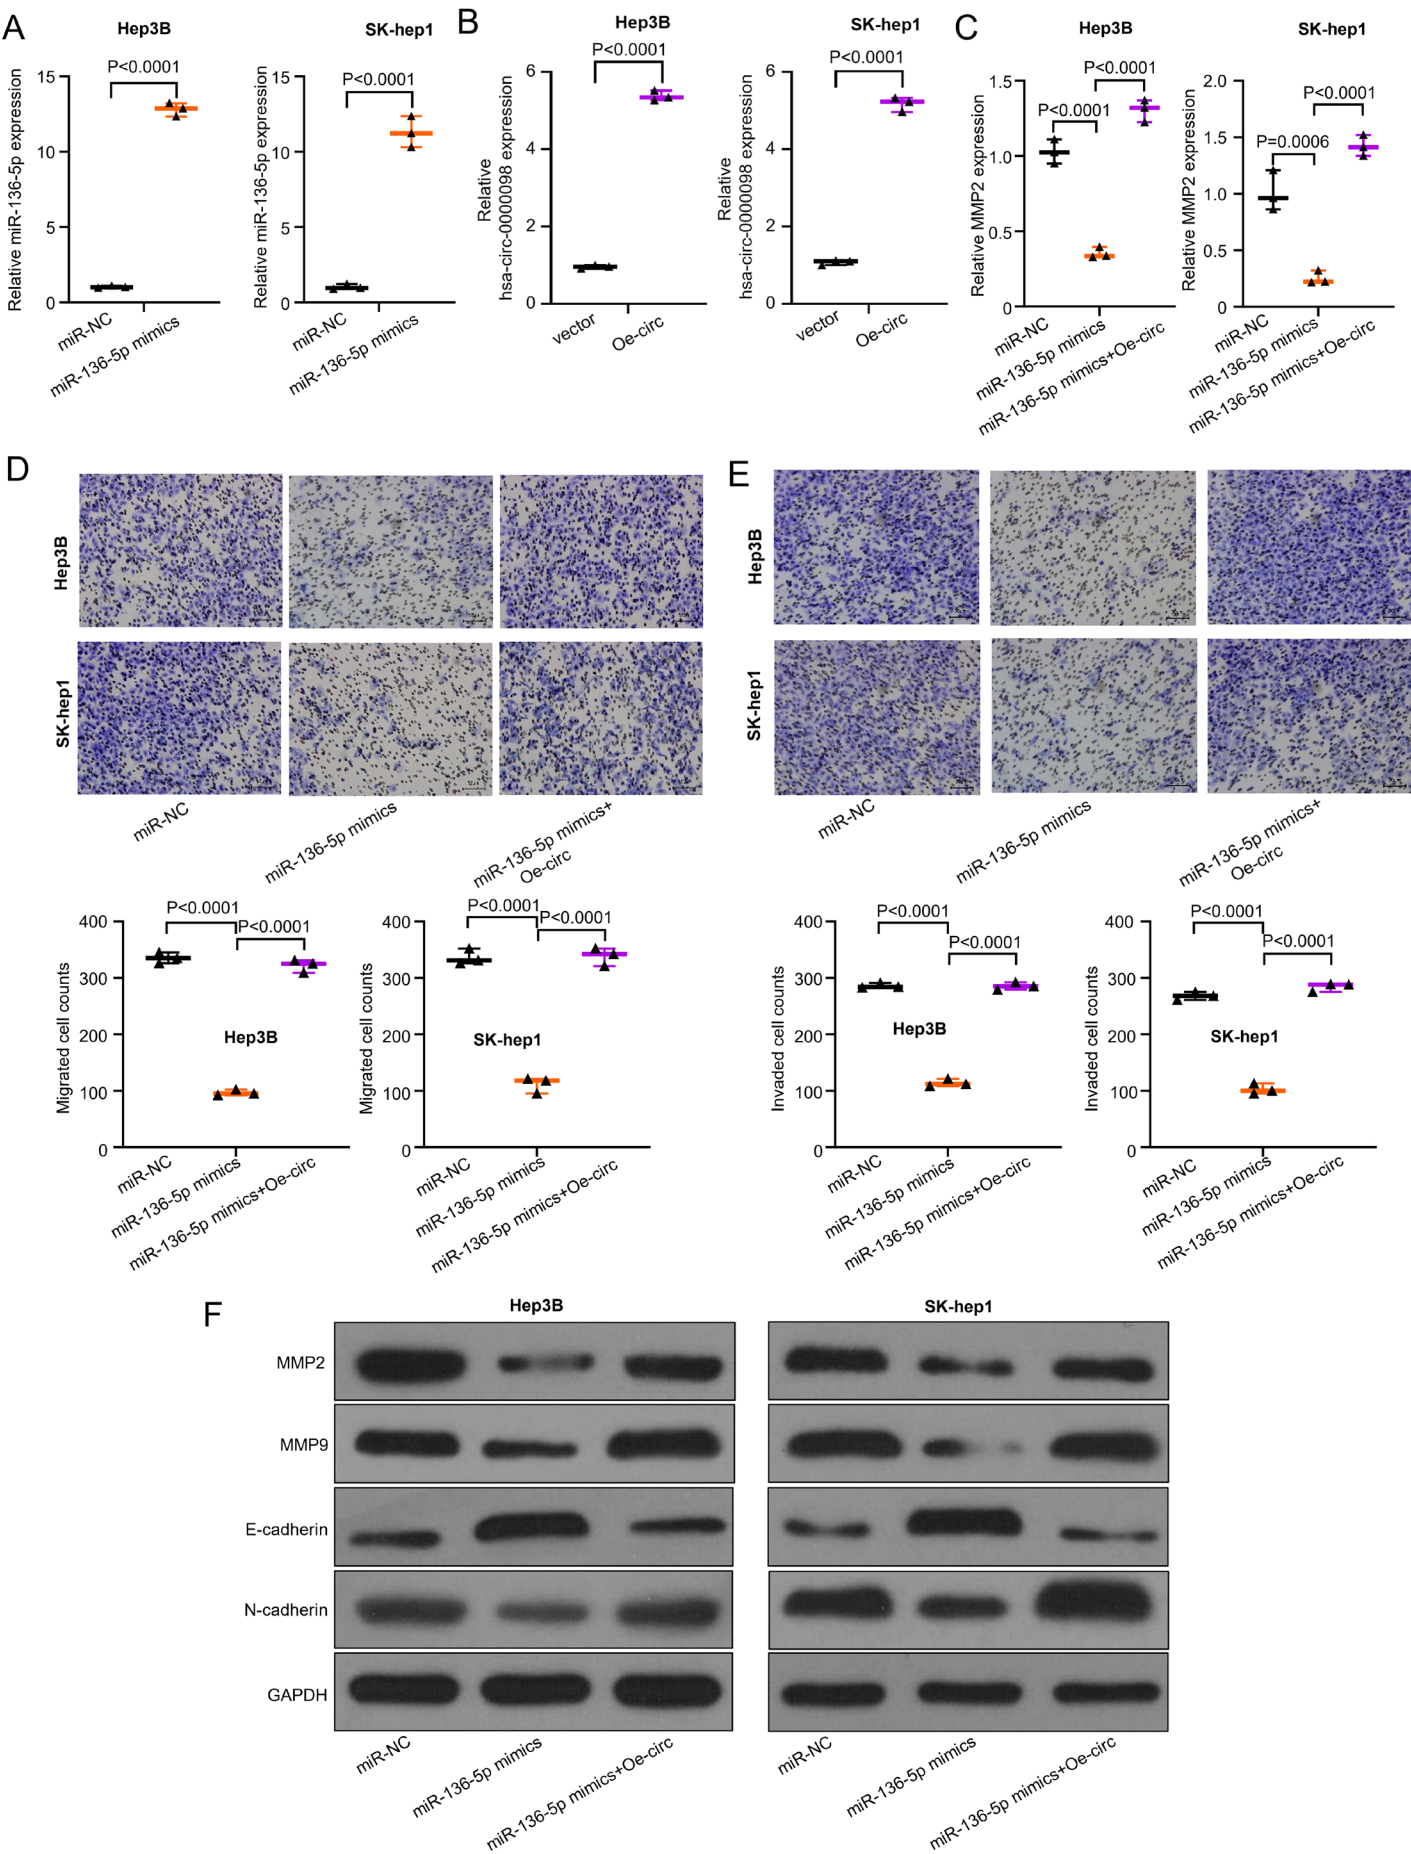 A
Hep3B
SK-hep1
P<0.0001
P<0.0001
Relative miR-136-5p expression
15
10
5
0
miR-NC
miR-136-5p mimics
Relative miR-136-5p expression
15
10
5
0
miR-NC
miR-136-5p mimics
B
Hep3B
SK-hep1
P<0.0001
P<0.0001
Relative
hsa-circ-0000098 expression
6
4
2
0
vector
Oe-circ
Relative
hsa-circ-0000098 expression
6
4
2
0
vector
Oe-circ
C
Hep3B
SK-hep1
P<0.0001
P<0.0001
Relative MMP2 expression
1.5
1.0
0.5
0
miR-NC
miR-136-5p mimics
miR-136-5p mimics+Oe-circ
P<0.0001
P=0.0006
Relative MMP2 expression
2.0
1.5
1.0
0.5
0
miR-NC
miR-136-5p mimics
miR-136-5p mimics+Oe-circ
D
Hep3B
SK-hep1
miR-NC
miR-136-5p mimics
miR-136-5p mimics+
Oe-circ
P<0.0001
P<0.0001
Migrated cell counts
400
300
200
100
0
Hep3B
miR-NC
miR-136-5p mimics
miR-136-5p mimics+Oe-circ
P<0.0001
P<0.0001
Migrated cell counts
400
300
200
100
0
SK-hep1
miR-NC
miR-136-5p mimics
miR-136-5p mimics+Oe-circ
E
Hep3B
SK-hep1
miR-NC
miR-136-5p mimics
miR-136-5p mimics+
Oe-circ
P<0.0001
P<0.0001
Invaded cell counts
400
300
200
100
0
Hep3B
miR-NC
miR-136-5p mimics
miR-136-5p mimics+Oe-circ
P<0.0001
P<0.0001
Invaded cell counts
400
300
200
100
0
SK-hep1
miR-NC
miR-136-5p mimics
miR-136-5p mimics+Oe-circ
F
Hep3B
SK-hep1
MMP2
MMP9
E-cadherin
N-cadherin
GAPDH
miR-NC
miR-136-5p mimics
miR-136-5p mimics+Oe-circ
miR-NC
miR-136-5p mimics
miR-136-5p mimics+Oe-circ